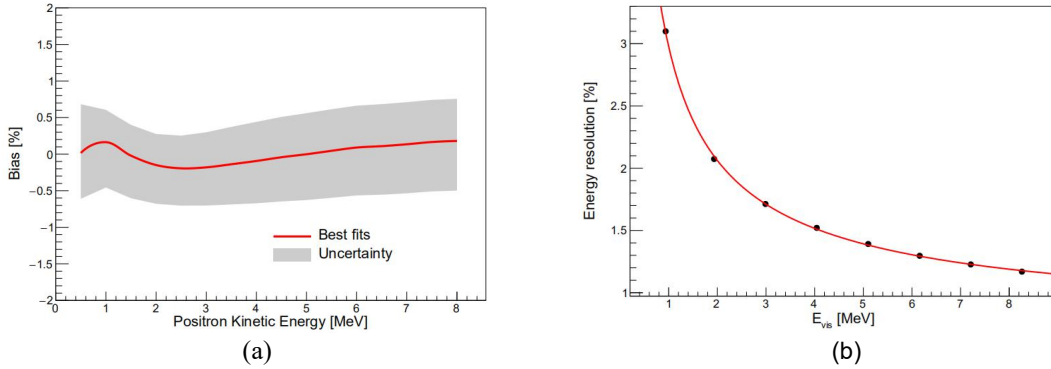 2
1.5
1
0.5
0
−0.5
−1
−1.5
−2
Bias [%]
Best fits
Uncertainty
0 1 2 3 4 5 6 7 8
Positron Kinetic Energy [MeV]
(a)
3
2.5
2
1.5
1
Energy resolution [%]
1 2 3 4 5 6 7 8
E_vis [MeV]
(b)